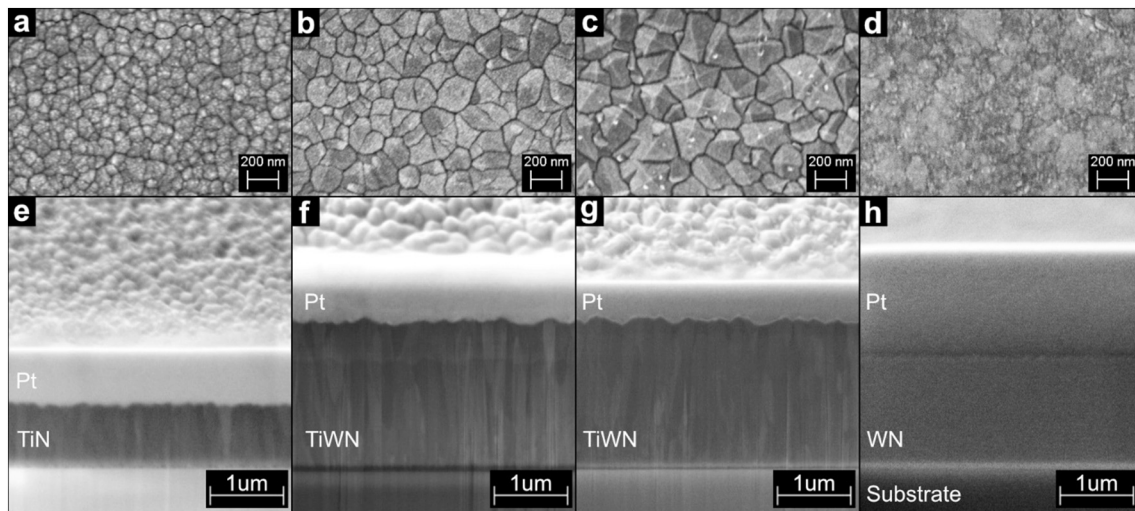 a
b
c
d
200 nm
200 nm
200 nm
200 nm
e
f
g
h
Pt
Pt
Pt
Pt
TiN
TiWN
TiWN
WN
1um
1um
1um
Substrate
1um